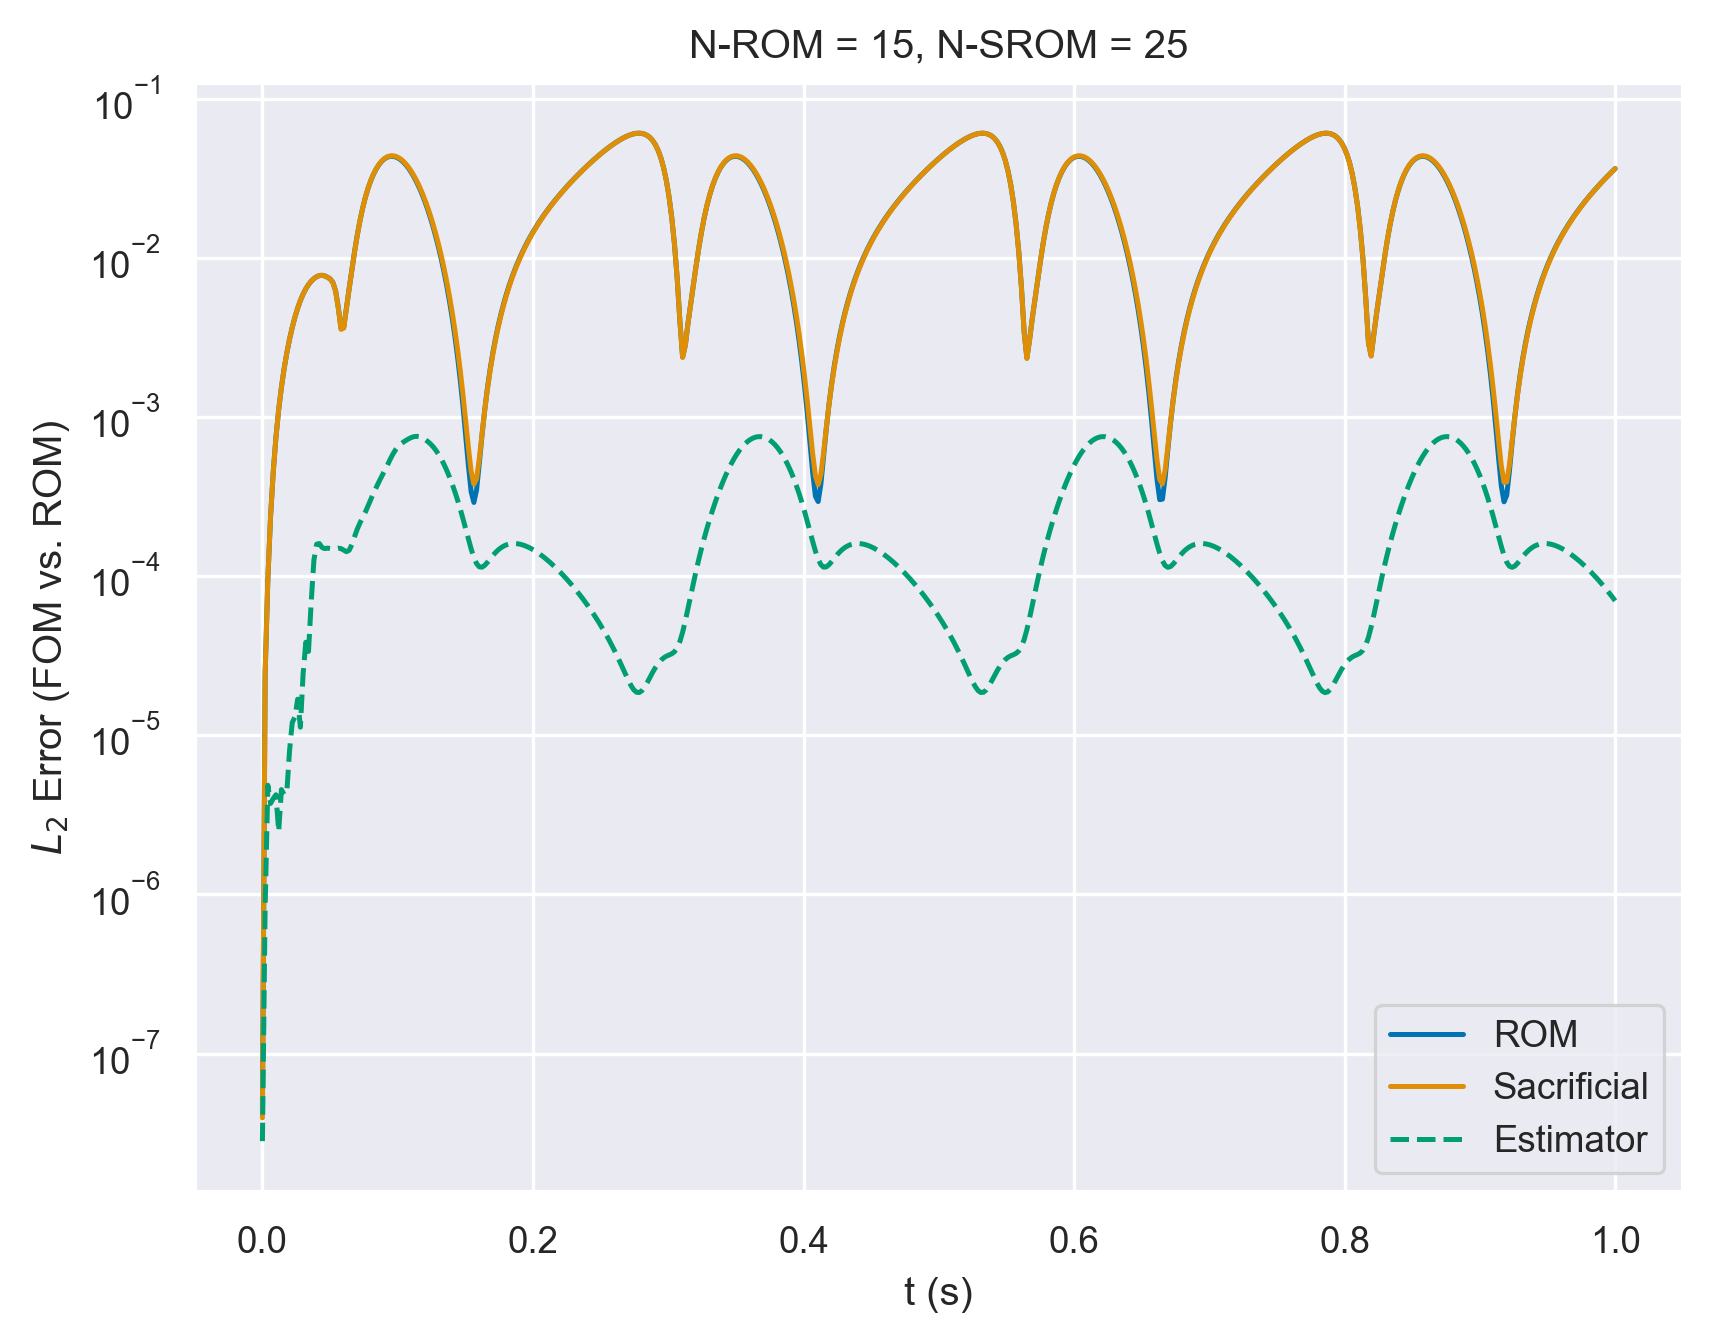 N-ROM = 15, N-SROM = 25
L₂ Error (FOM vs. ROM)
10⁻¹
10⁻²
10⁻³
10⁻⁴
10⁻⁵
10⁻⁶
10⁻⁷
ROM
Sacrificial
Estimator
0.0 0.2 0.4 0.6 0.8 1.0
t (s)